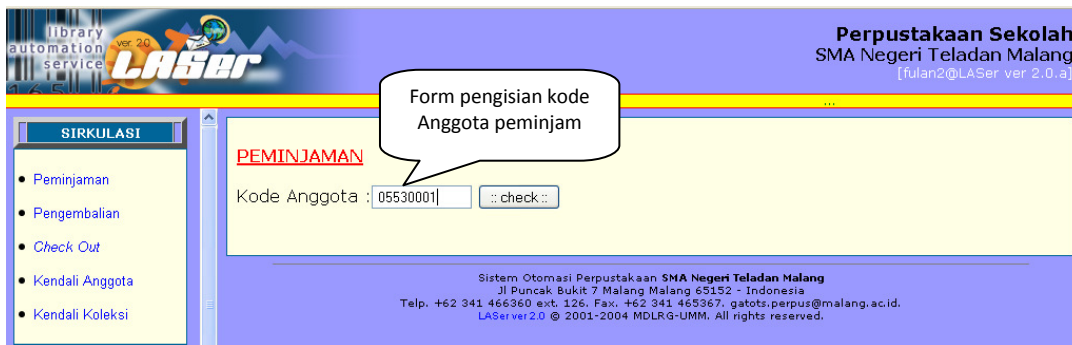 library
automation
service
ver 2.0
LASer
Perpustakaan Sekolah
SMA Negeri Teladan Malang
[fulan2@LASer ver 2.0.a]
...
Form pengisian kode
Anggota peminjam
SIRKULASI
Peminjaman
Pengembalian
Check Out
Kendali Anggota
Kendali Koleksi
PEMINJAMAN
Kode Anggota : 05530001 :: check ::
Sistem Otomasi Perpustakaan SMA Negeri Teladan Malang
Jl Puncak Bukit 7 Malang Malang 65152 - Indonesia
Telp. +62 341 466360 ext. 126. Fax. +62 341 465367. gatots.perpus@malang.ac.id.
LASer ver 2.0 @ 2001-2004 MDLRG-UMM. All rights reserved.